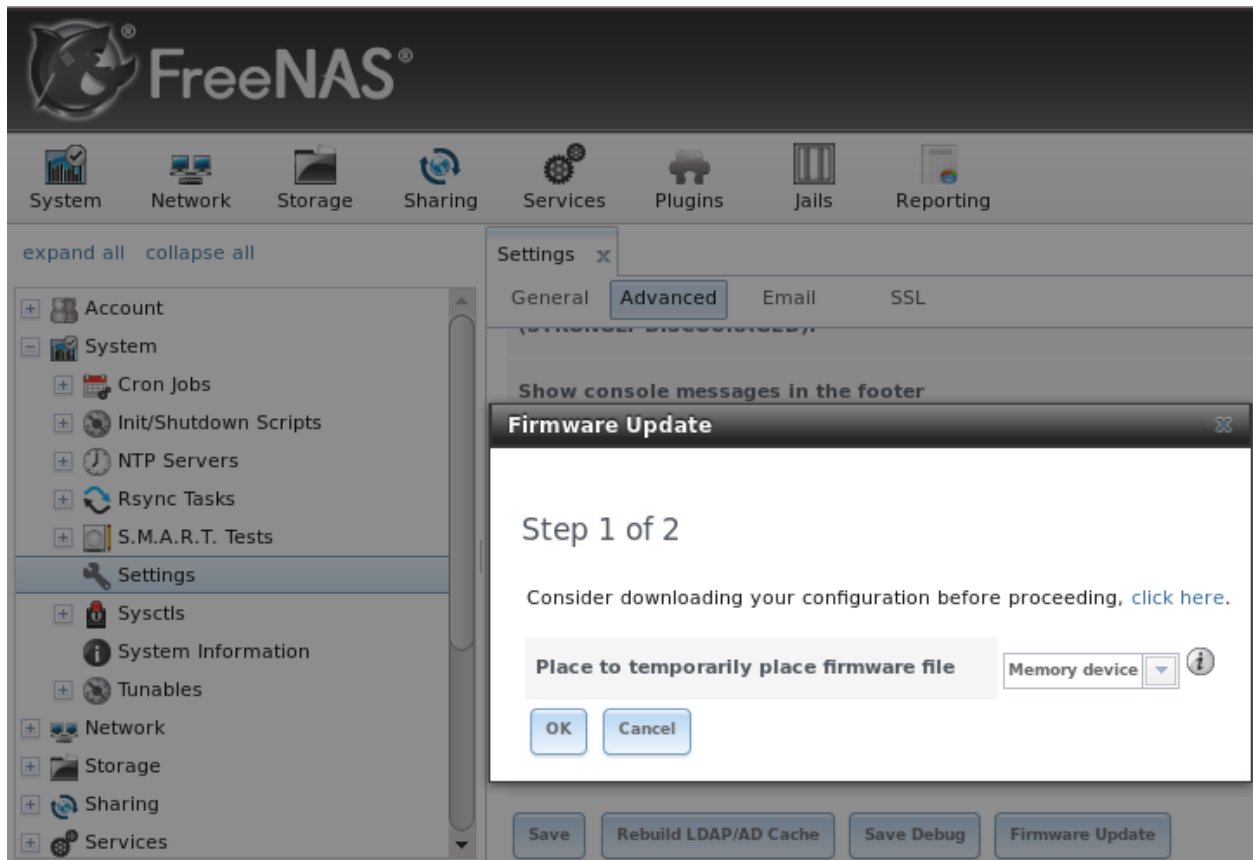 FreeNAS®
System Network Storage Sharing Services Plugins Jails Reporting
expand all collapse all
Settings x
General Advanced Email SSL
(STRONGLY DISCOURAGED).
Show console messages in the footer
Account
System
Cron Jobs
Init/Shutdown Scripts
NTP Servers
Rsync Tasks
S.M.A.R.T. Tests
Settings
Sysctls
System Information
Tunables
Network
Storage
Sharing
Services
Firmware Update
Step 1 of 2
Consider downloading your configuration before proceeding, click here.
Place to temporarily place firmware file Memory device
OK Cancel
Save Rebuild LDAP/AD Cache Save Debug Firmware Update